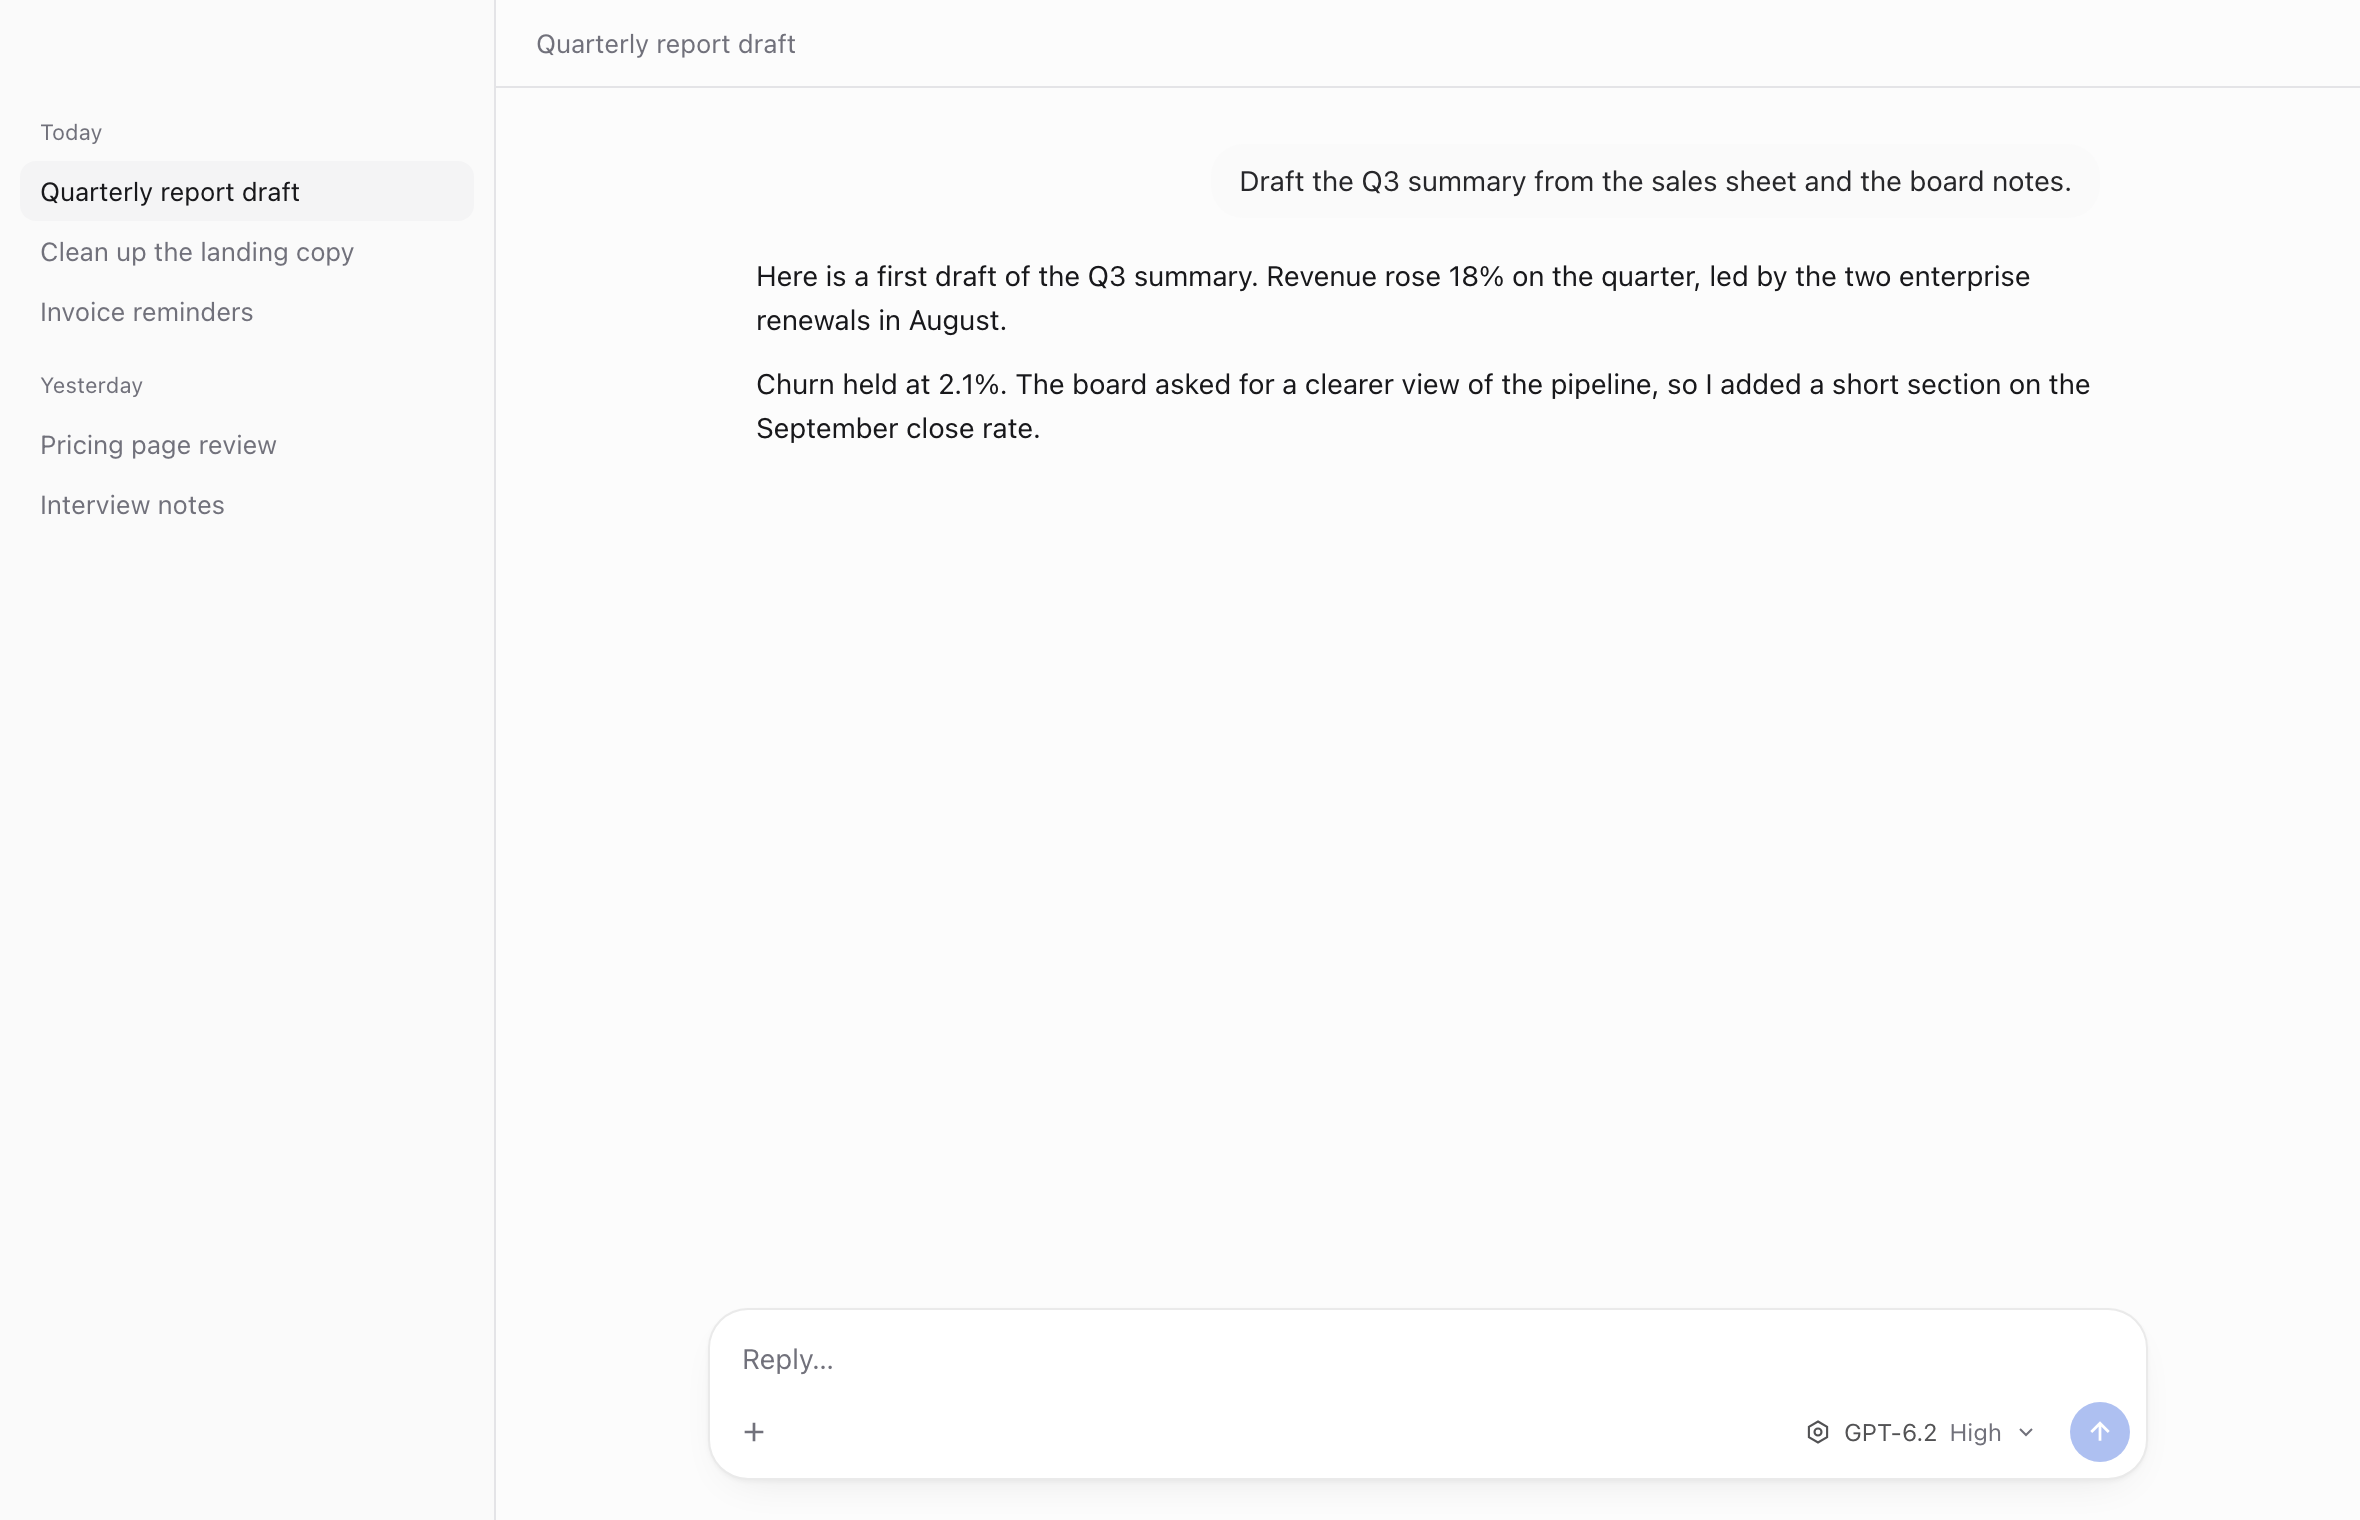 Quarterly report draft
Today
Quarterly report draft
Clean up the landing copy
Invoice reminders
Yesterday
Pricing page review
Interview notes
Draft the Q3 summary from the sales sheet and the board notes.
Here is a first draft of the Q3 summary. Revenue rose 18% on the quarter, led by the two enterprise
renewals in August.
Churn held at 2.1%. The board asked for a clearer view of the pipeline, so I added a short section on the
September close rate.
Reply...
GPT-6.2 High